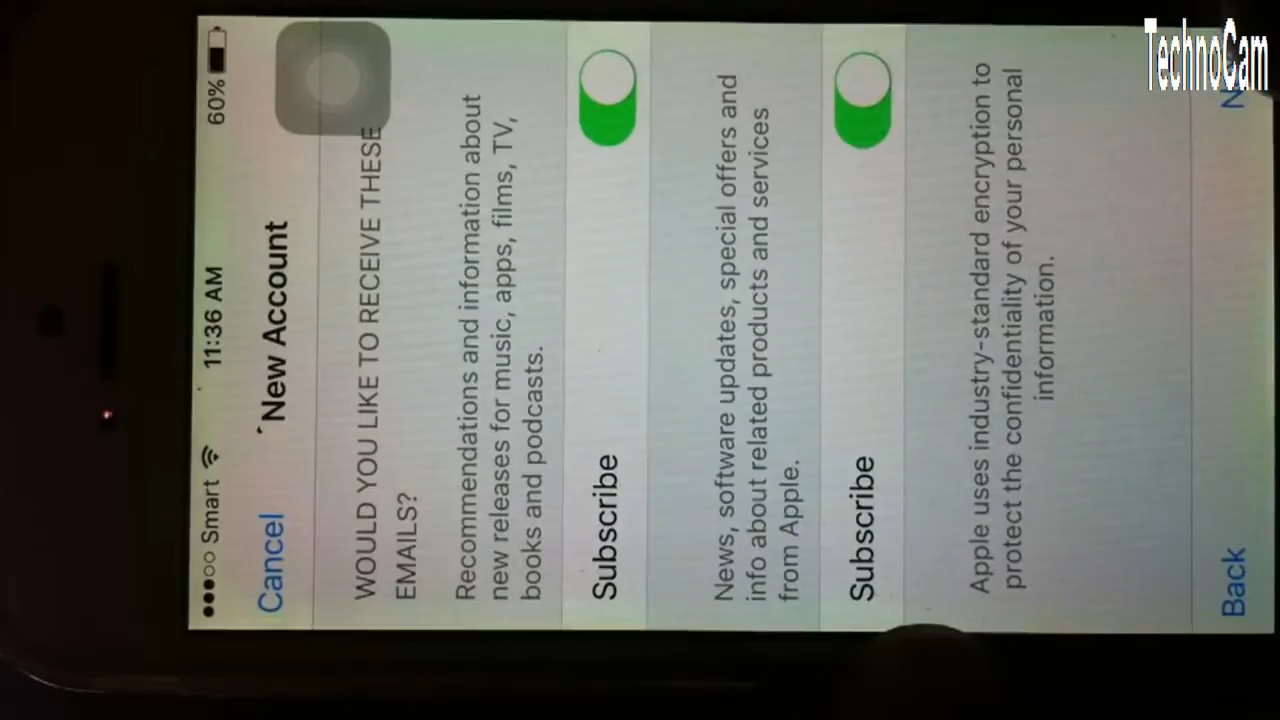 ●●●○○ Smart 11:36 AM 60%
Cancel New Account
WOULD YOU LIKE TO RECEIVE THESE
EMAILS?
Recommendations and information about
new releases for music, apps, films, TV,
books and podcasts.
Subscribe
News, software updates, special offers and
info about related products and services
from Apple.
Subscribe
Apple uses industry-standard encryption to
protect the confidentiality of your personal
information.
Back
TechnoCam